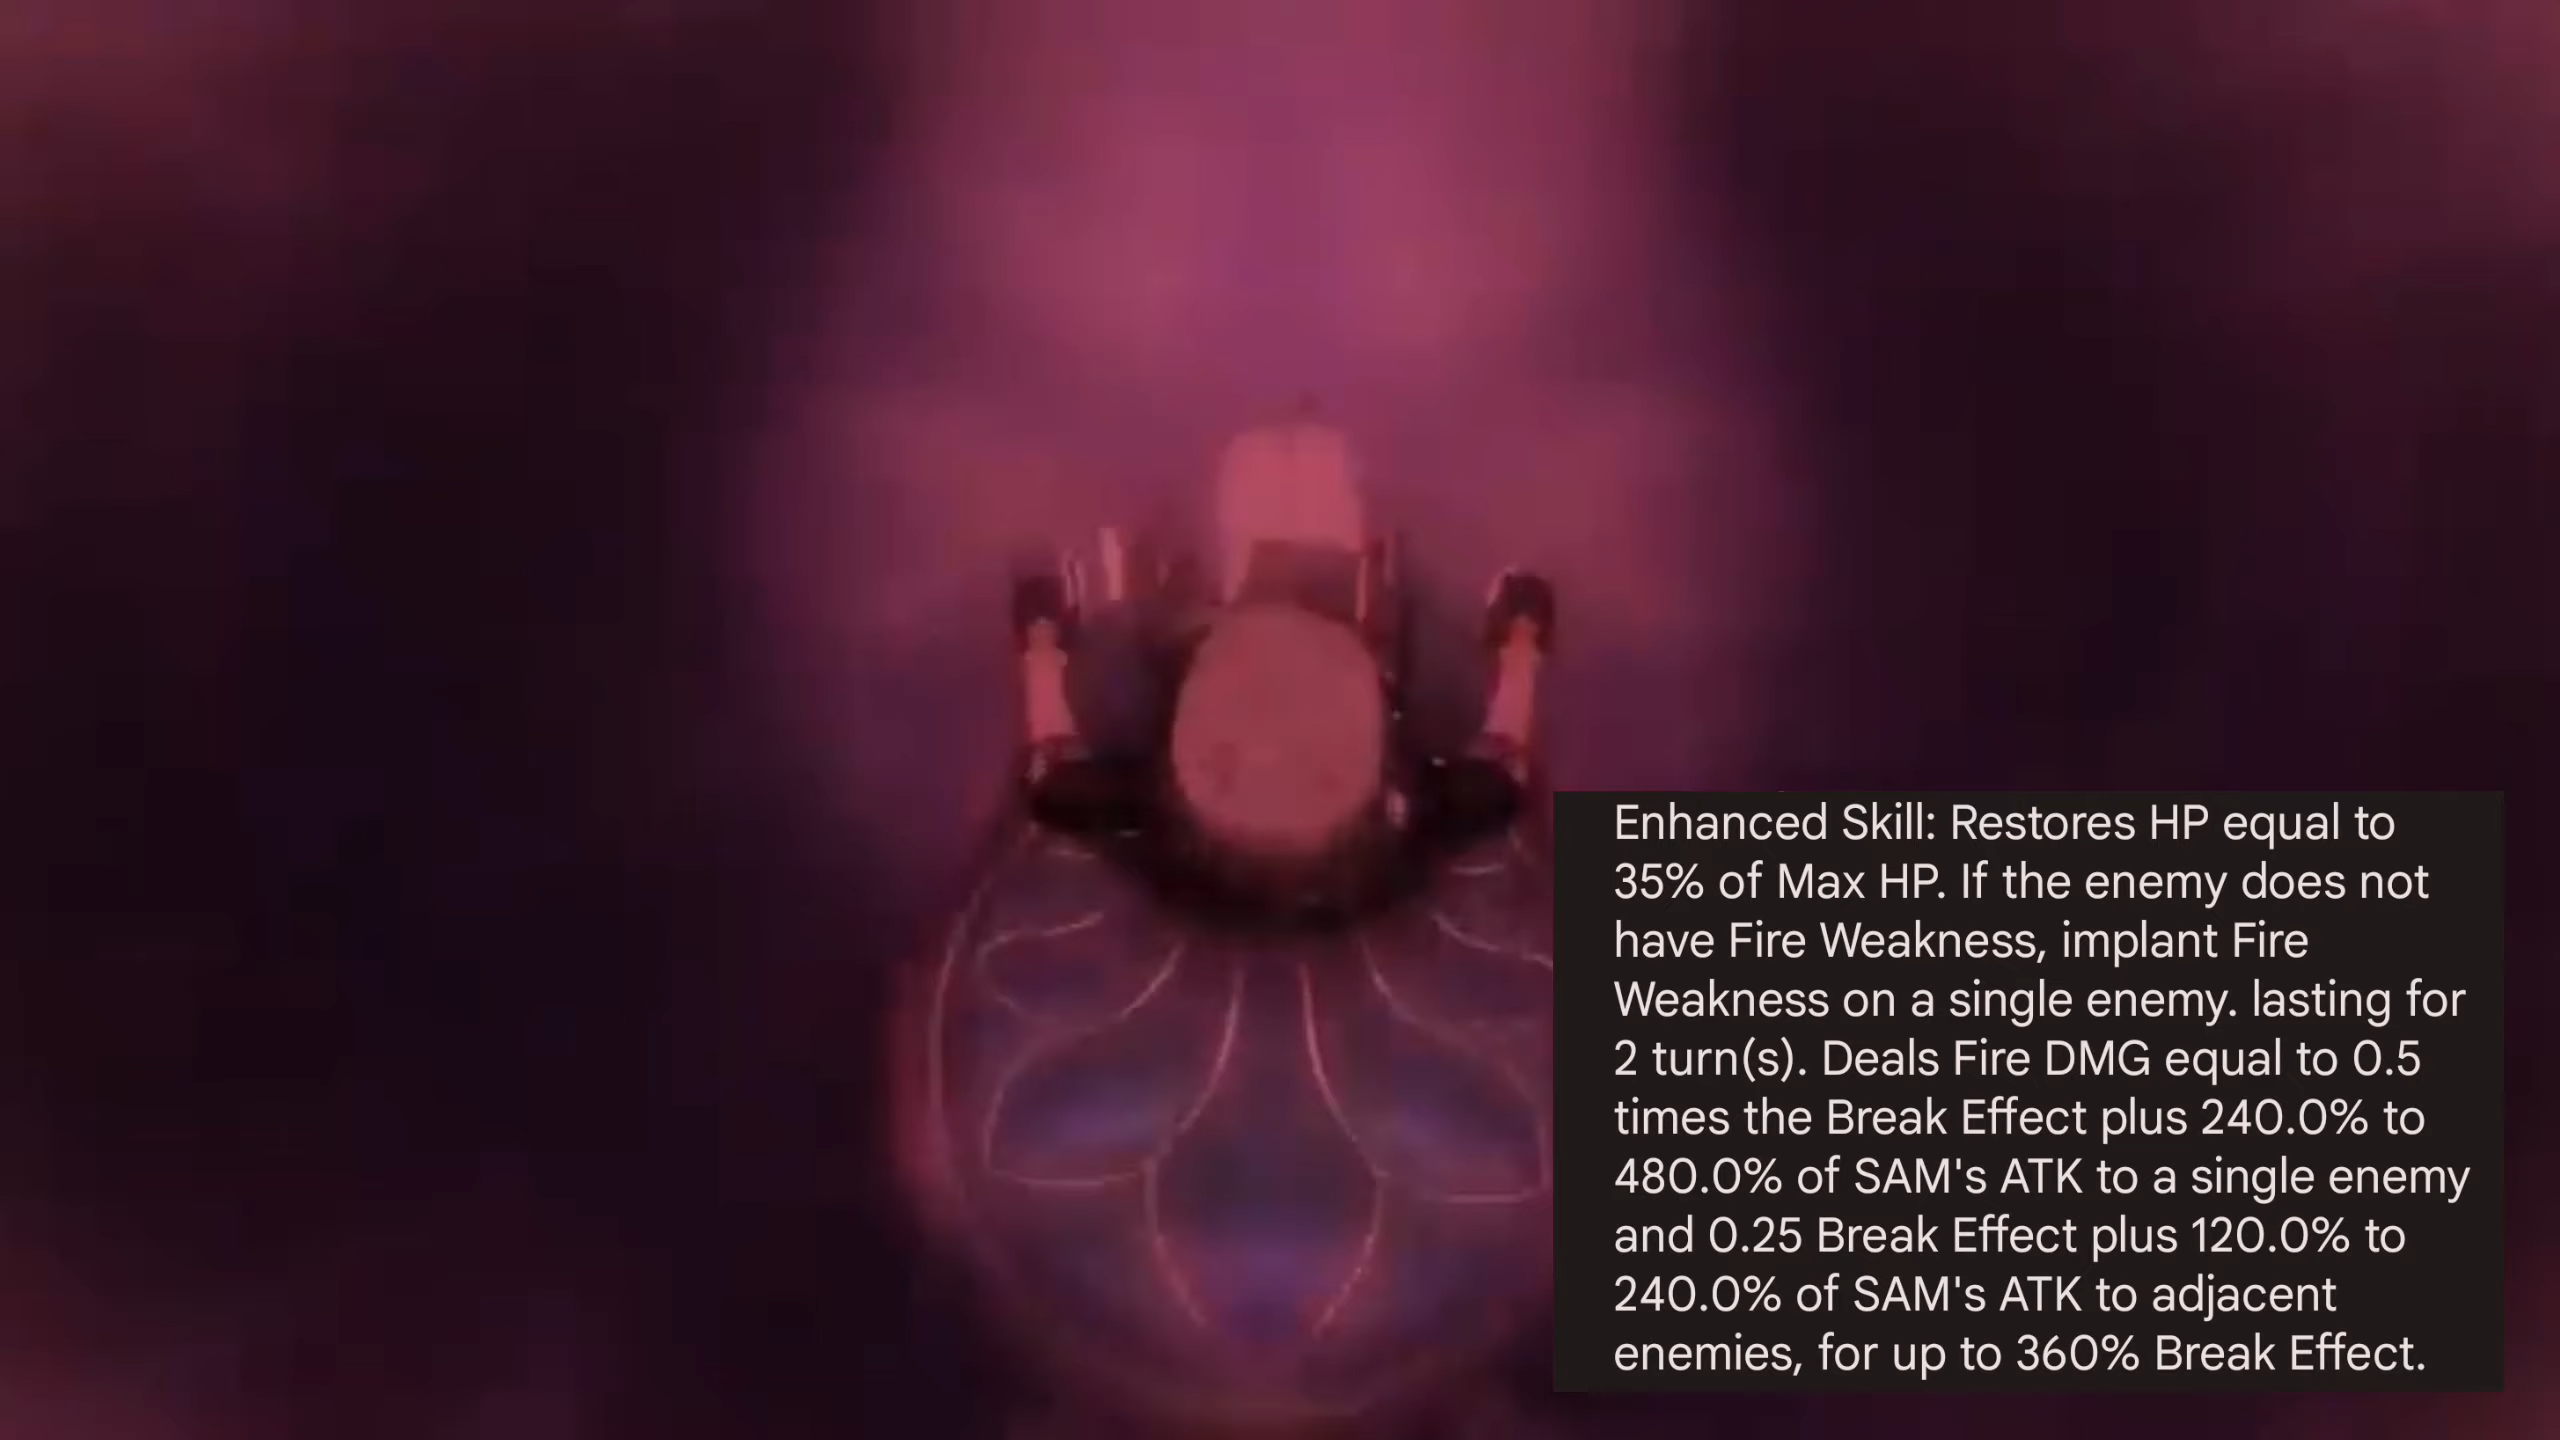 Enhanced Skill: Restores HP equal to
35% of Max HP. If the enemy does not
have Fire Weakness, implant Fire
Weakness on a single enemy. lasting for
2 turn(s). Deals Fire DMG equal to 0.5
times the Break Effect plus 240.0% to
480.0% of SAM's ATK to a single enemy
and 0.25 Break Effect plus 120.0% to
240.0% of SAM's ATK to adjacent
enemies, for up to 360% Break Effect.